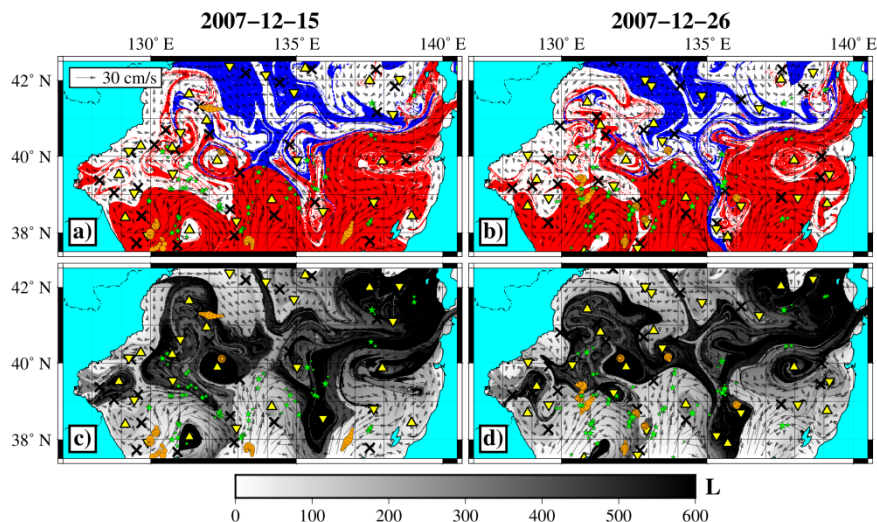 2007-12-15 2007-12-26
130° E 135° E 140° E 130° E 135° E 140° E
42° N
30 cm/s
40° N
38° N
a) b)
42° N
40° N
38° N
c) d)
L
0 100 200 300 400 500 600